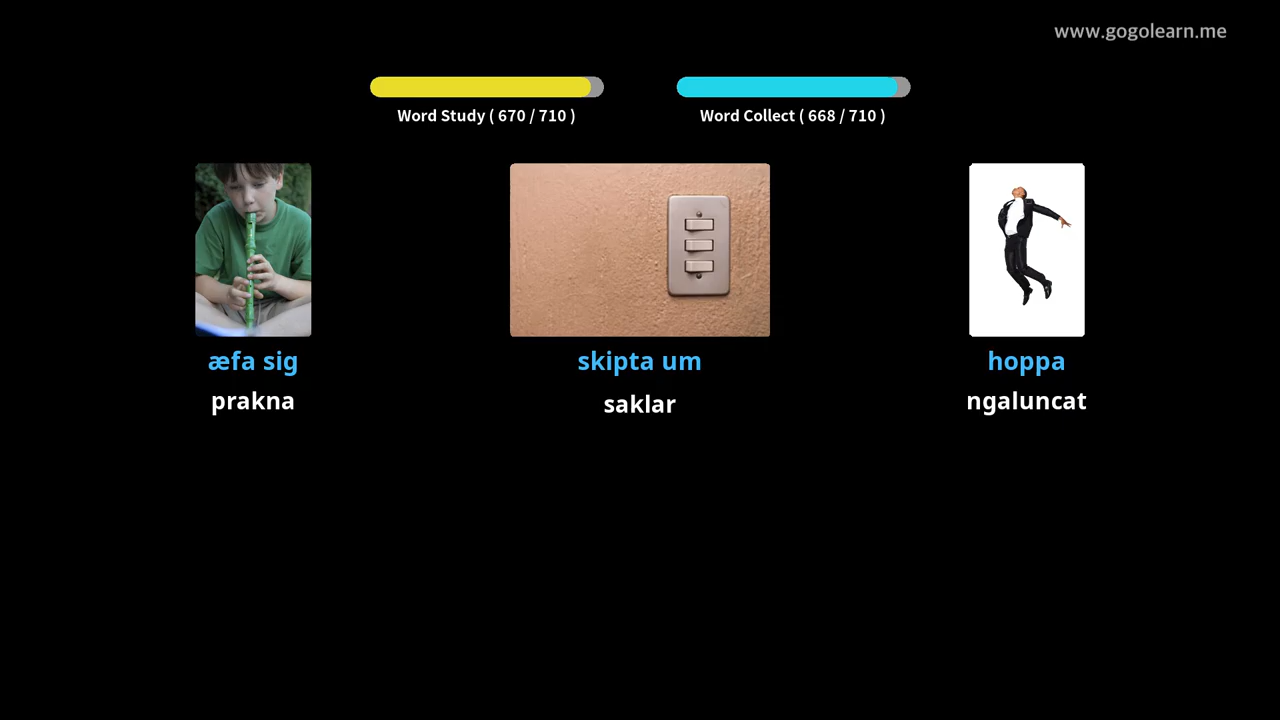 www.gogolearn.me
Word Study ( 670 / 710 )
Word Collect ( 668 / 710 )
æfa sig
prakna
skipta um
saklar
hoppa
ngaluncat